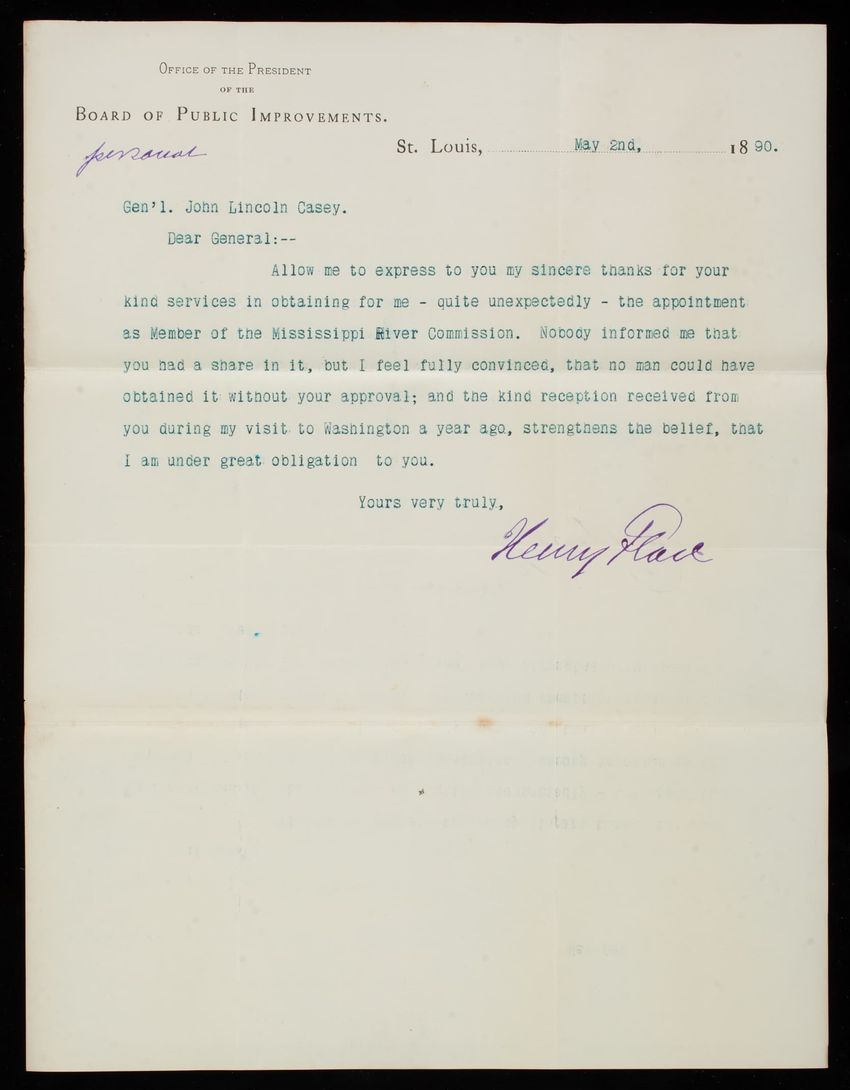 OFFICE OF THE PRESIDENT
OF THE
BOARD OF PUBLIC IMPROVEMENTS.
personal
St. Louis, May 2nd, 1890.
Gen'l. John Lincoln Casey.
Dear General:--
Allow me to express to you my sincere thanks for your
kind services in obtaining for me - quite unexpectedly - the appointment
as Member of the Mississippi River Commission. Nobody informed me that
you had a share in it, but I feel fully convinced, that no man could have
obtained it without your approval; and the kind reception received from
you during my visit to Washington a year ago, strengthens the belief, that
I am under great obligation to you.
Yours very truly,
Henry Flad